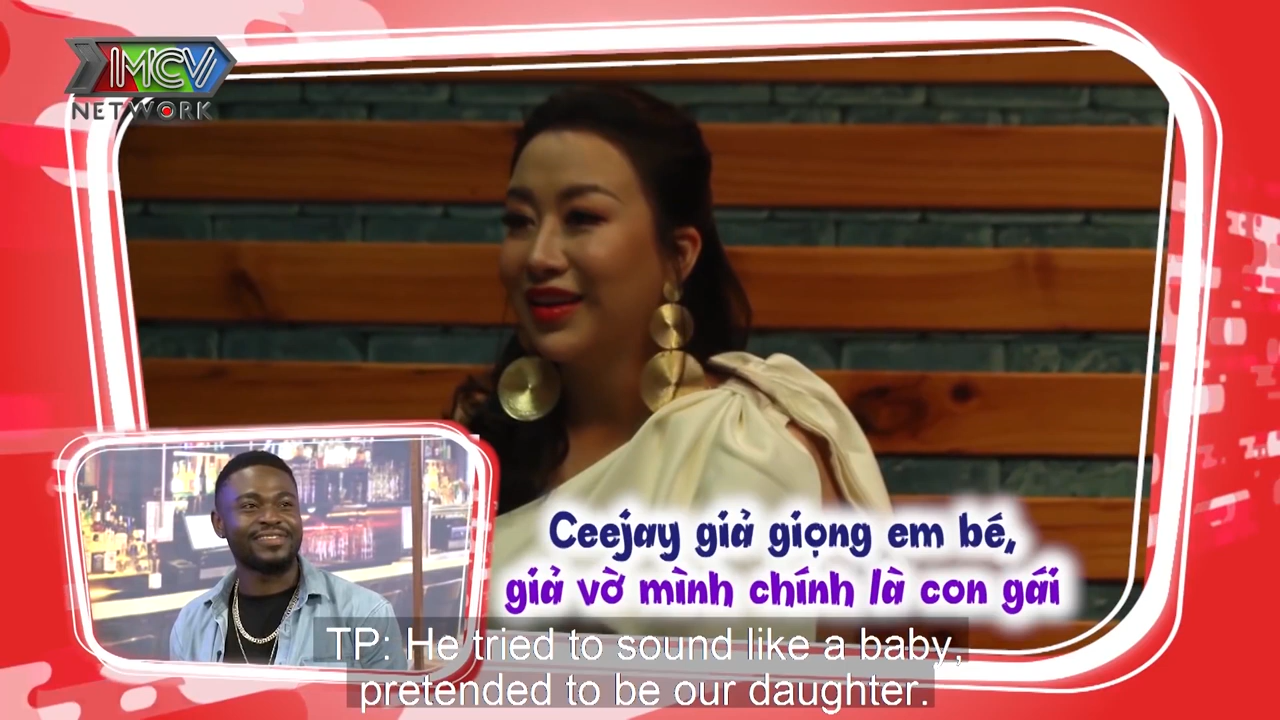 MCV
NETWORK
Ceejay giả giọng em bé,
giả vờ mình chính là con gái
TP: He tried to sound like a baby,
pretended to be our daughter.